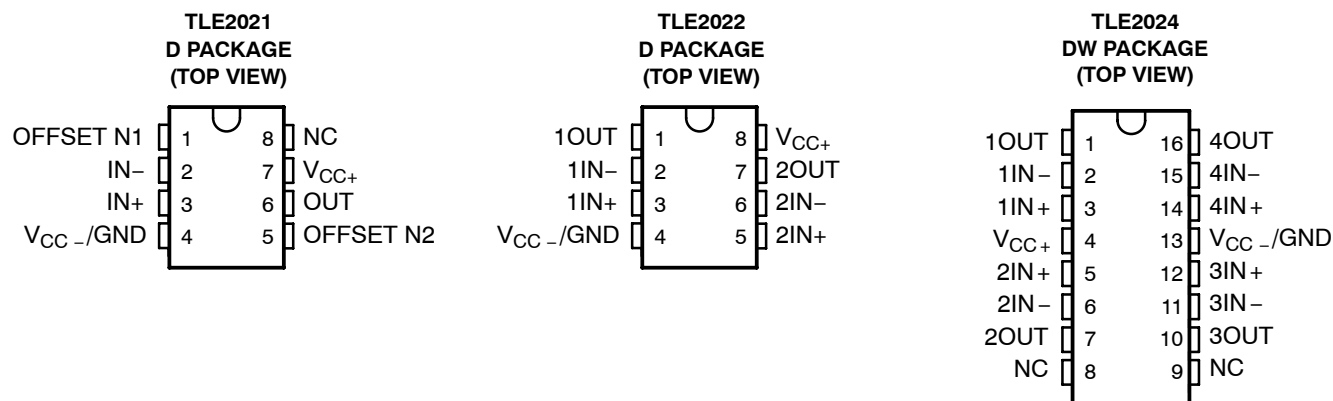 TLE2021
D PACKAGE
(TOP VIEW)
OFFSET N1 1 8 NC
IN− 2 7 VCC+
IN+ 3 6 OUT
VCC −/GND 4 5 OFFSET N2
TLE2022
D PACKAGE
(TOP VIEW)
1OUT 1 8 VCC+
1IN− 2 7 2OUT
1IN+ 3 6 2IN−
VCC −/GND 4 5 2IN+
TLE2024
DW PACKAGE
(TOP VIEW)
1OUT 1 16 4OUT
1IN− 2 15 4IN−
1IN+ 3 14 4IN+
VCC+ 4 13 VCC −/GND
2IN+ 5 12 3IN+
2IN− 6 11 3IN−
2OUT 7 10 3OUT
NC 8 9 NC